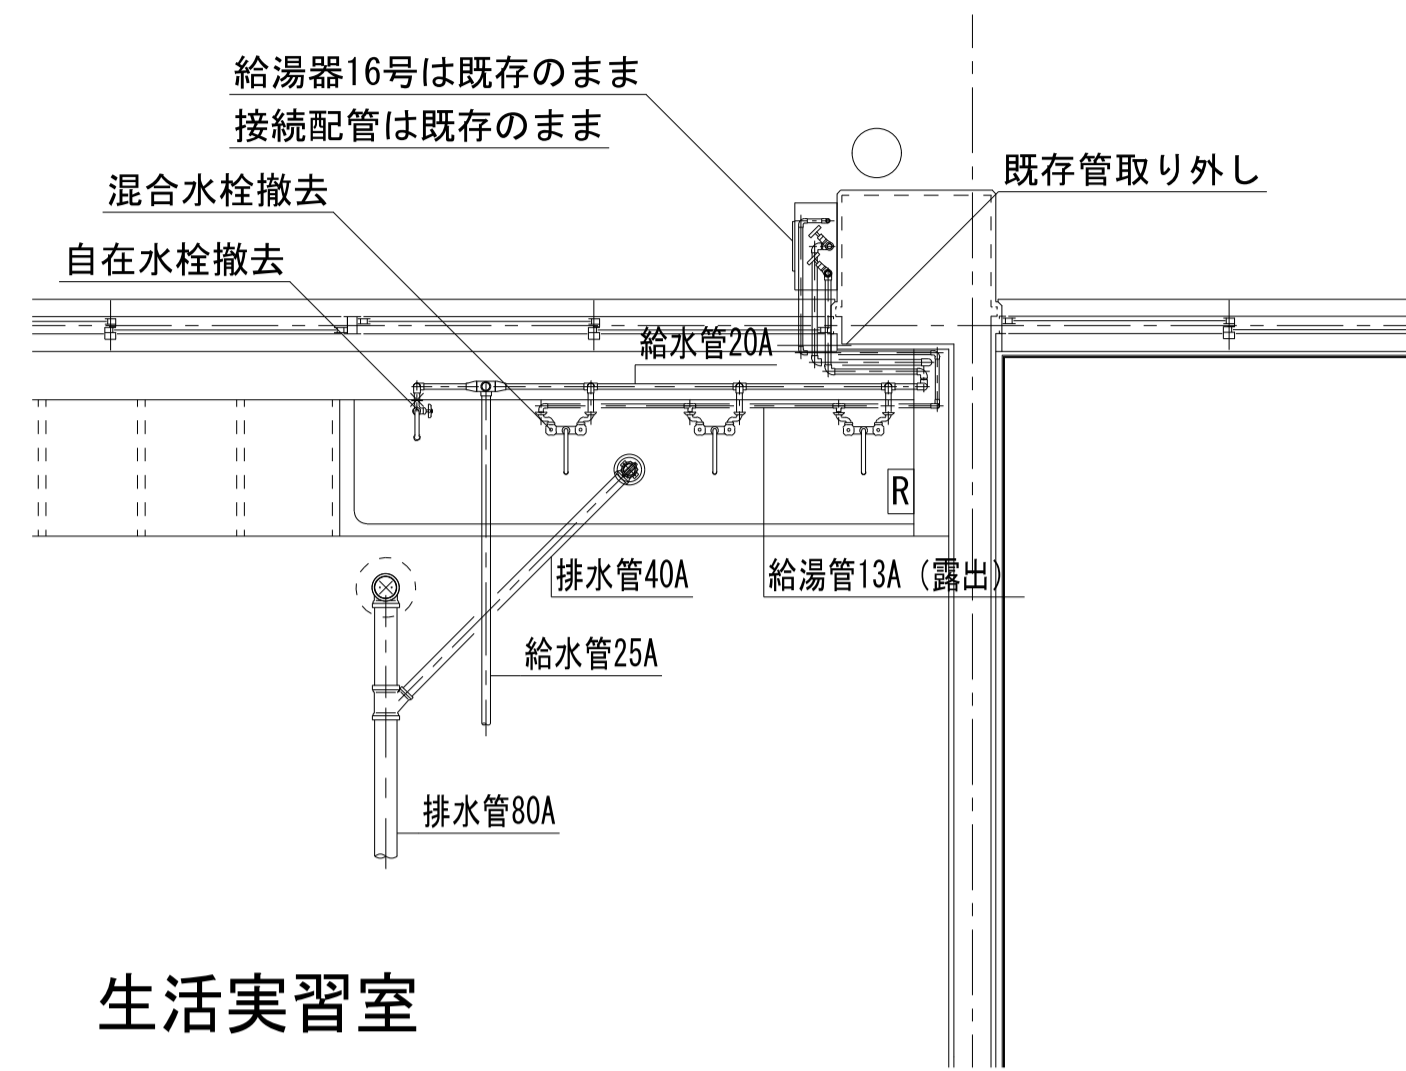 給湯器16号は既存のまま
接続配管は既存のまま
既存管取り外し
混合水栓撤去
自在水栓撤去
給水管20A
R
排水管40A
給湯管13A（露出）
給水管25A
排水管80A
生活実習室